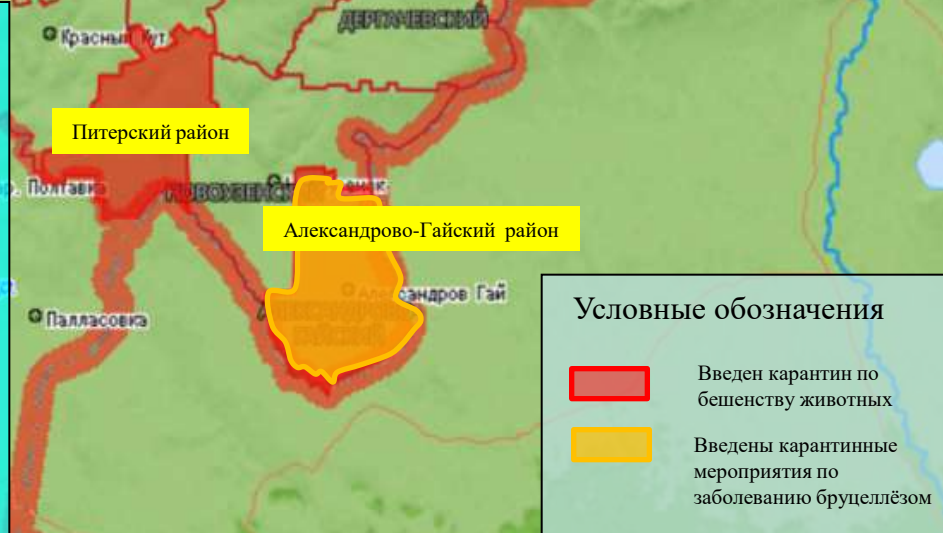 ДЕРГАЧЕВСКИЙ
Красный Кут
Питерский район
Полтавка
НОВОУЗЕНСК
Александрово-Гайский район
Александров Гай
Палласовка
Условные обозначения
Введен карантин по
бешенству животных
Введены карантинные
мероприятия по
заболеванию бруцеллёзом